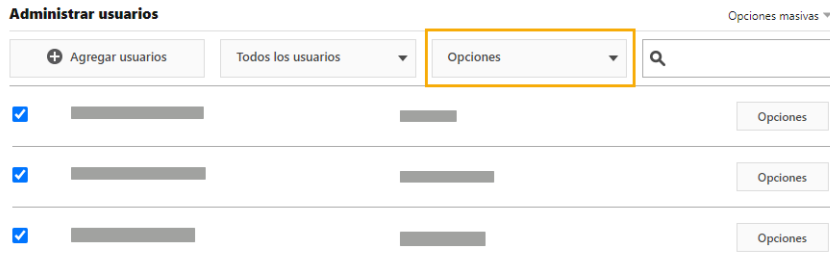 Administrar usuarios
Opciones masivas
Agregar usuarios
Todos los usuarios
Opciones
Opciones
Opciones
Opciones